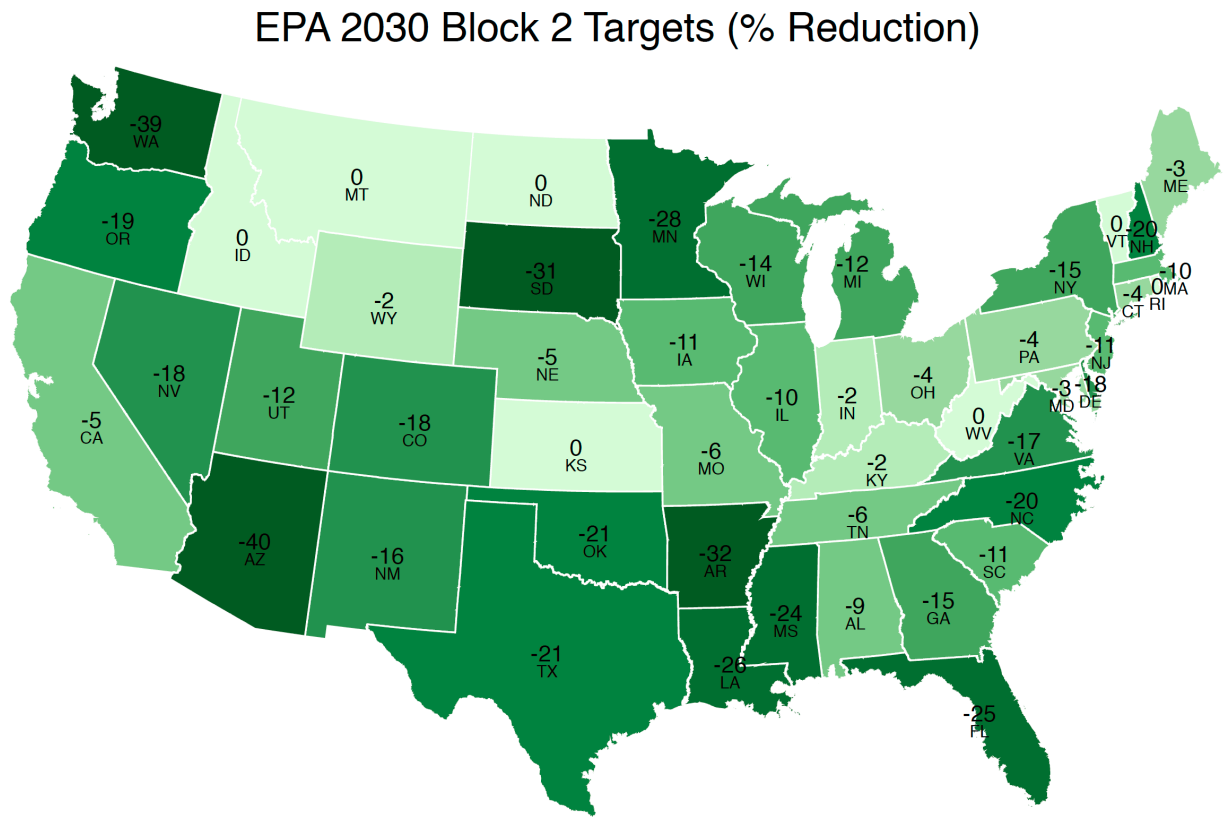 EPA 2030 Block 2 Targets (% Reduction)
-39
WA
0
MT
0
ND
-28
MN
-3
ME
-19
OR
0
ID
-31
SD
-2
WY
-14
WI
-12
MI
-15
NY
0
VT
-20
NH
-10
MA
0
RI
-4
CT
-11
IA
-5
NE
-4
PA
-11
NJ
-18
NV
-12
UT
-18
CO
0
KS
-6
MO
-10
IL
-2
IN
-4
OH
-3
MD
-18
DE
-5
CA
0
WV
-17
VA
-2
KY
-20
NC
-6
TN
-40
AZ
-16
NM
-21
OK
-32
AR
-11
SC
-24
MS
-9
AL
-15
GA
-21
TX
-26
LA
-25
FL